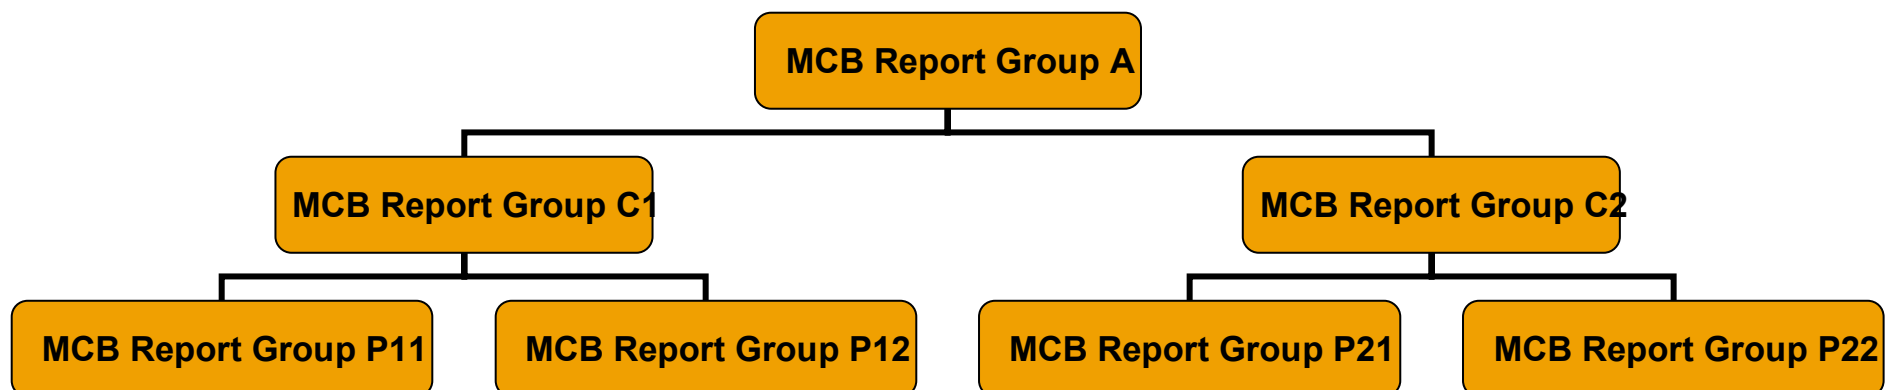 MCB Report Group A
MCB Report Group C1
MCB Report Group C2
MCB Report Group P11
MCB Report Group P12
MCB Report Group P21
MCB Report Group P22